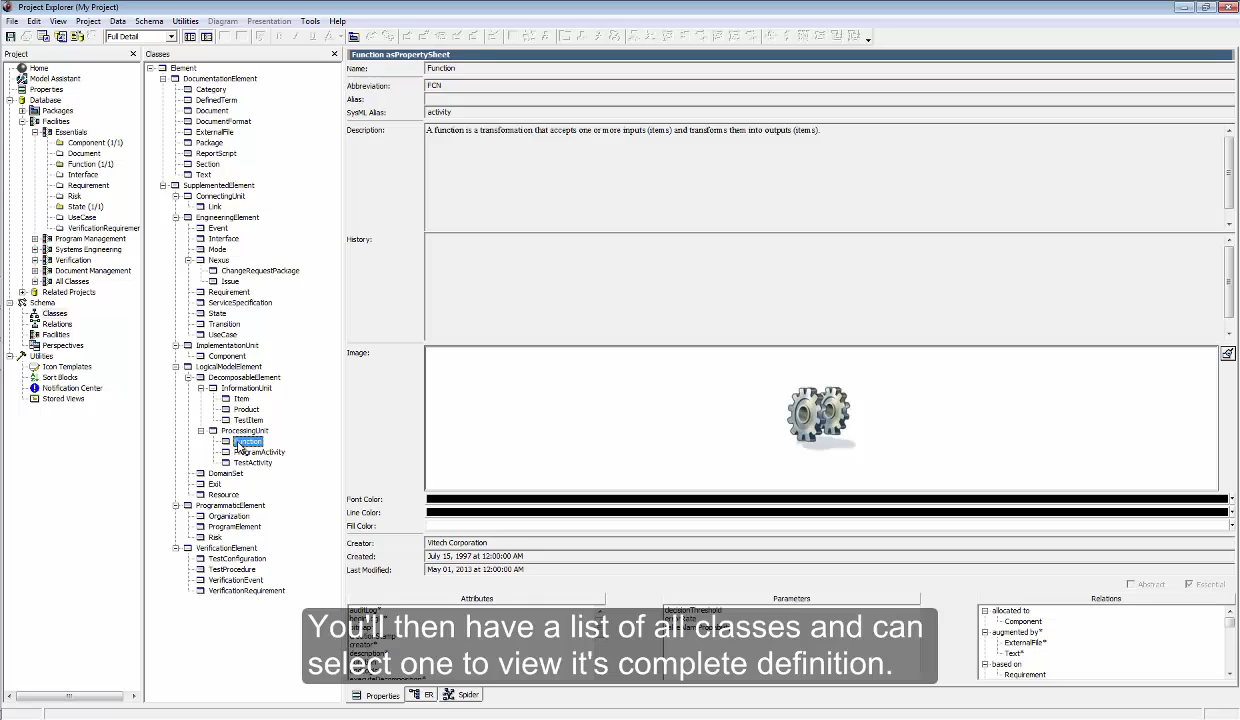 Project Explorer (My Project)
File Edit View Project Data Schema Utilities Diagram Presentation Tools Help
Full Detail
Project
Home
Model Assistant
Properties
Database
Packages
Facilities
Essentials
Component (1/1)
Document
Function (1/1)
Interface
Requirement
Risk
State (1/1)
UseCase
VerificationRequiremer
Program Management
Systems Engineering
Verification
Document Management
All Classes
Related Projects
Schema
Classes
Relations
Facilities
Perspectives
Utilities
Icon Templates
Sort Blocks
Notification Center
Stored Views
Classes
Element
DocumentationElement
Category
DefinedTerm
Document
DocumentFormat
ExternalFile
Package
ReportScript
Section
Text
SupplementedElement
ConnectingUnit
Link
EngineeringElement
Event
Interface
Mode
Nexus
ChangeRequestPackage
Issue
Requirement
ServiceSpecification
State
Transition
UseCase
ImplementationUnit
Component
LogicalModelElement
DecomposableElement
InformationUnit
Item
Product
TestItem
ProcessingUnit
Function
ProgramActivity
TestActivity
DomainSet
Exit
Resource
ProgrammaticElement
Organization
ProgramElement
Risk
VerificationElement
TestConfiguration
TestProcedure
VerificationEvent
VerificationRequirement
Function asPropertySheet
Name: Function
Abbreviation: FCN
Alias:
SysML Alias: activity
Description: A function is a transformation that accepts one or more inputs (items) and transforms them into outputs (items).
History:
Image:
Font Color:
Line Color:
Fill Color:
Creator: Vitech Corporation
Created: July 15, 1997 at 12:00:00 AM
Last Modified: May 01, 2013 at 12:00:00 AM
Abstract Essential
Attributes Parameters Relations
auditLog*
decisionThreshold
allocated to
Component
augmented by*
ExternalFile*
Text*
based on
Requirement
You'll then have a list of all classes and can
select one to view it's complete definition.
Properties ER Spider